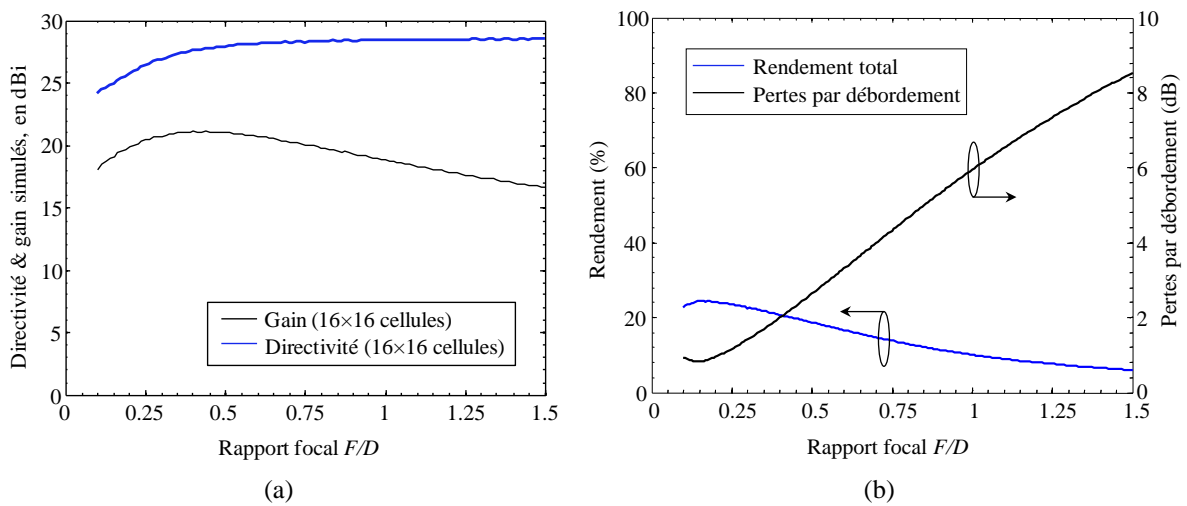 Directivité & gain simulés, en dBi
30
25
20
15
10
5
0
Gain (16×16 cellules)
Directivité (16×16 cellules)
0 0.25 0.5 0.75 1 1.25 1.5
Rapport focal F/D
(a)
Rendement (%)
100
80
60
40
20
0
Rendement total
Pertes par débordement
10
8
6
4
2
0
Pertes par débordement (dB)
0 0.25 0.5 0.75 1 1.25 1.5
Rapport focal F/D
(b)